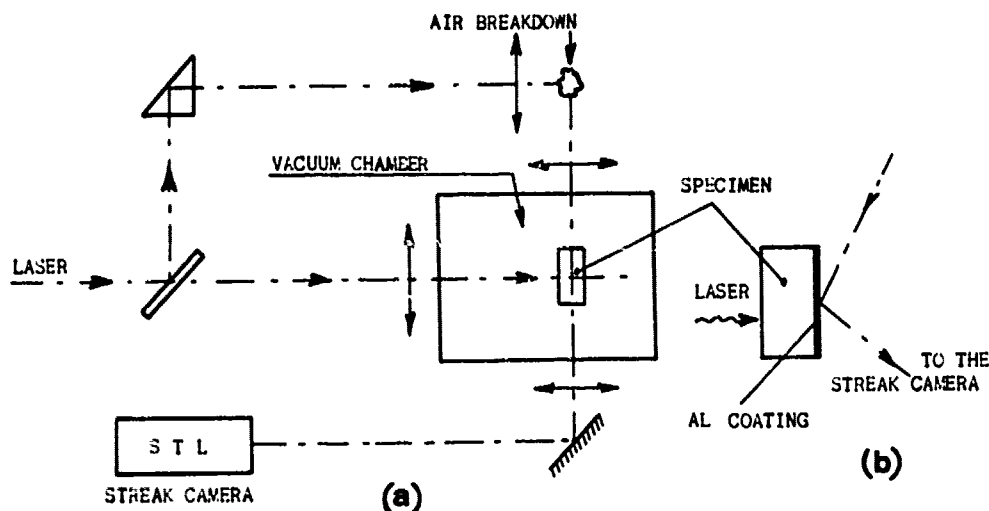 AIR BREAKDOWN
VACUUM CHAMBER
SPECIMEN
LASER
LASER
TO THE
STREAK CAMERA
AL COATING
S T L
STREAK CAMERA
(a)
(b)